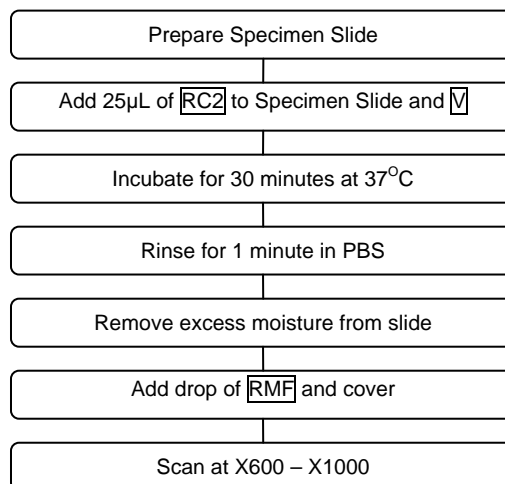 Prepare Specimen Slide
Add 25µL of RC2 to Specimen Slide and V
Incubate for 30 minutes at 37OC
Rinse for 1 minute in PBS
Remove excess moisture from slide
Add drop of RMF and cover
Scan at X600 – X1000